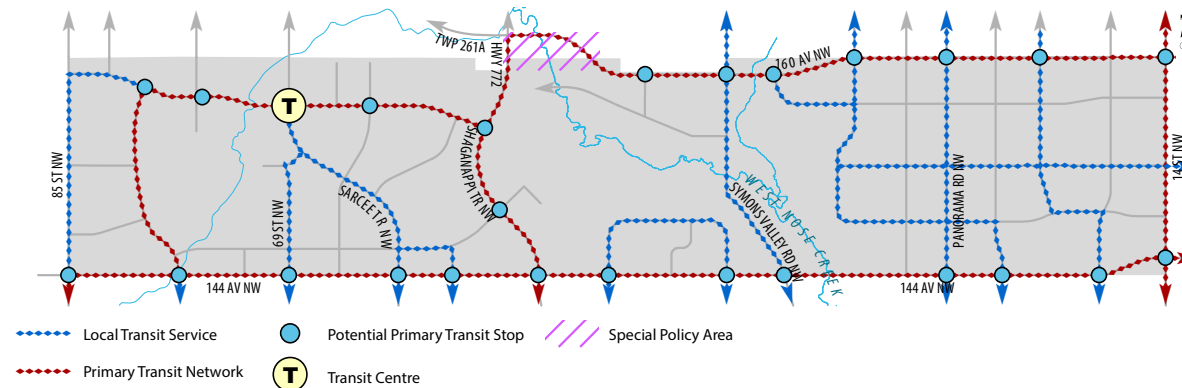 TWP 261A
HWY 772
160 AV NW
T
85 ST NW
69 ST NW
SARCEE TR NW
SHAGANAPPI TR NW
SYMONS VALLEY RD NW
WEST NOSE CREEK
PANORAMA RD NW
14 ST NW
144 AV NW
144 AV NW
Local Transit Service
Potential Primary Transit Stop
Special Policy Area
Primary Transit Network
T
Transit Centre